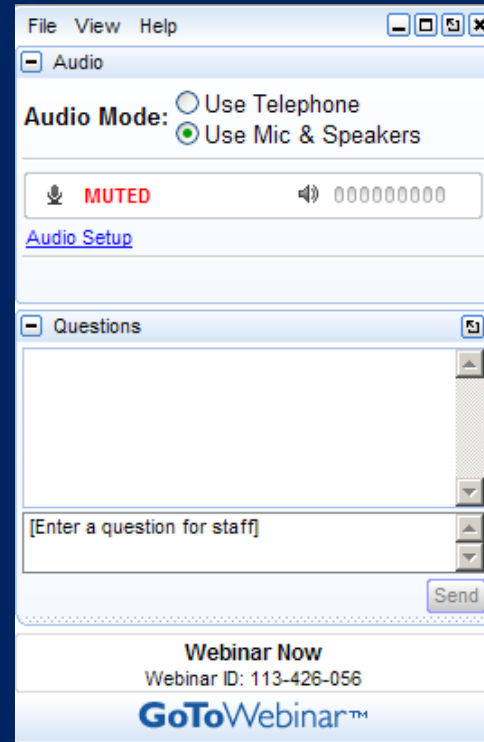 File View Help
Audio
Audio Mode: Use Telephone
Use Mic & Speakers
MUTED 000000000
Audio Setup
Questions
[Enter a question for staff]
Send
Webinar Now
Webinar ID: 113-426-056
GoToWebinar™